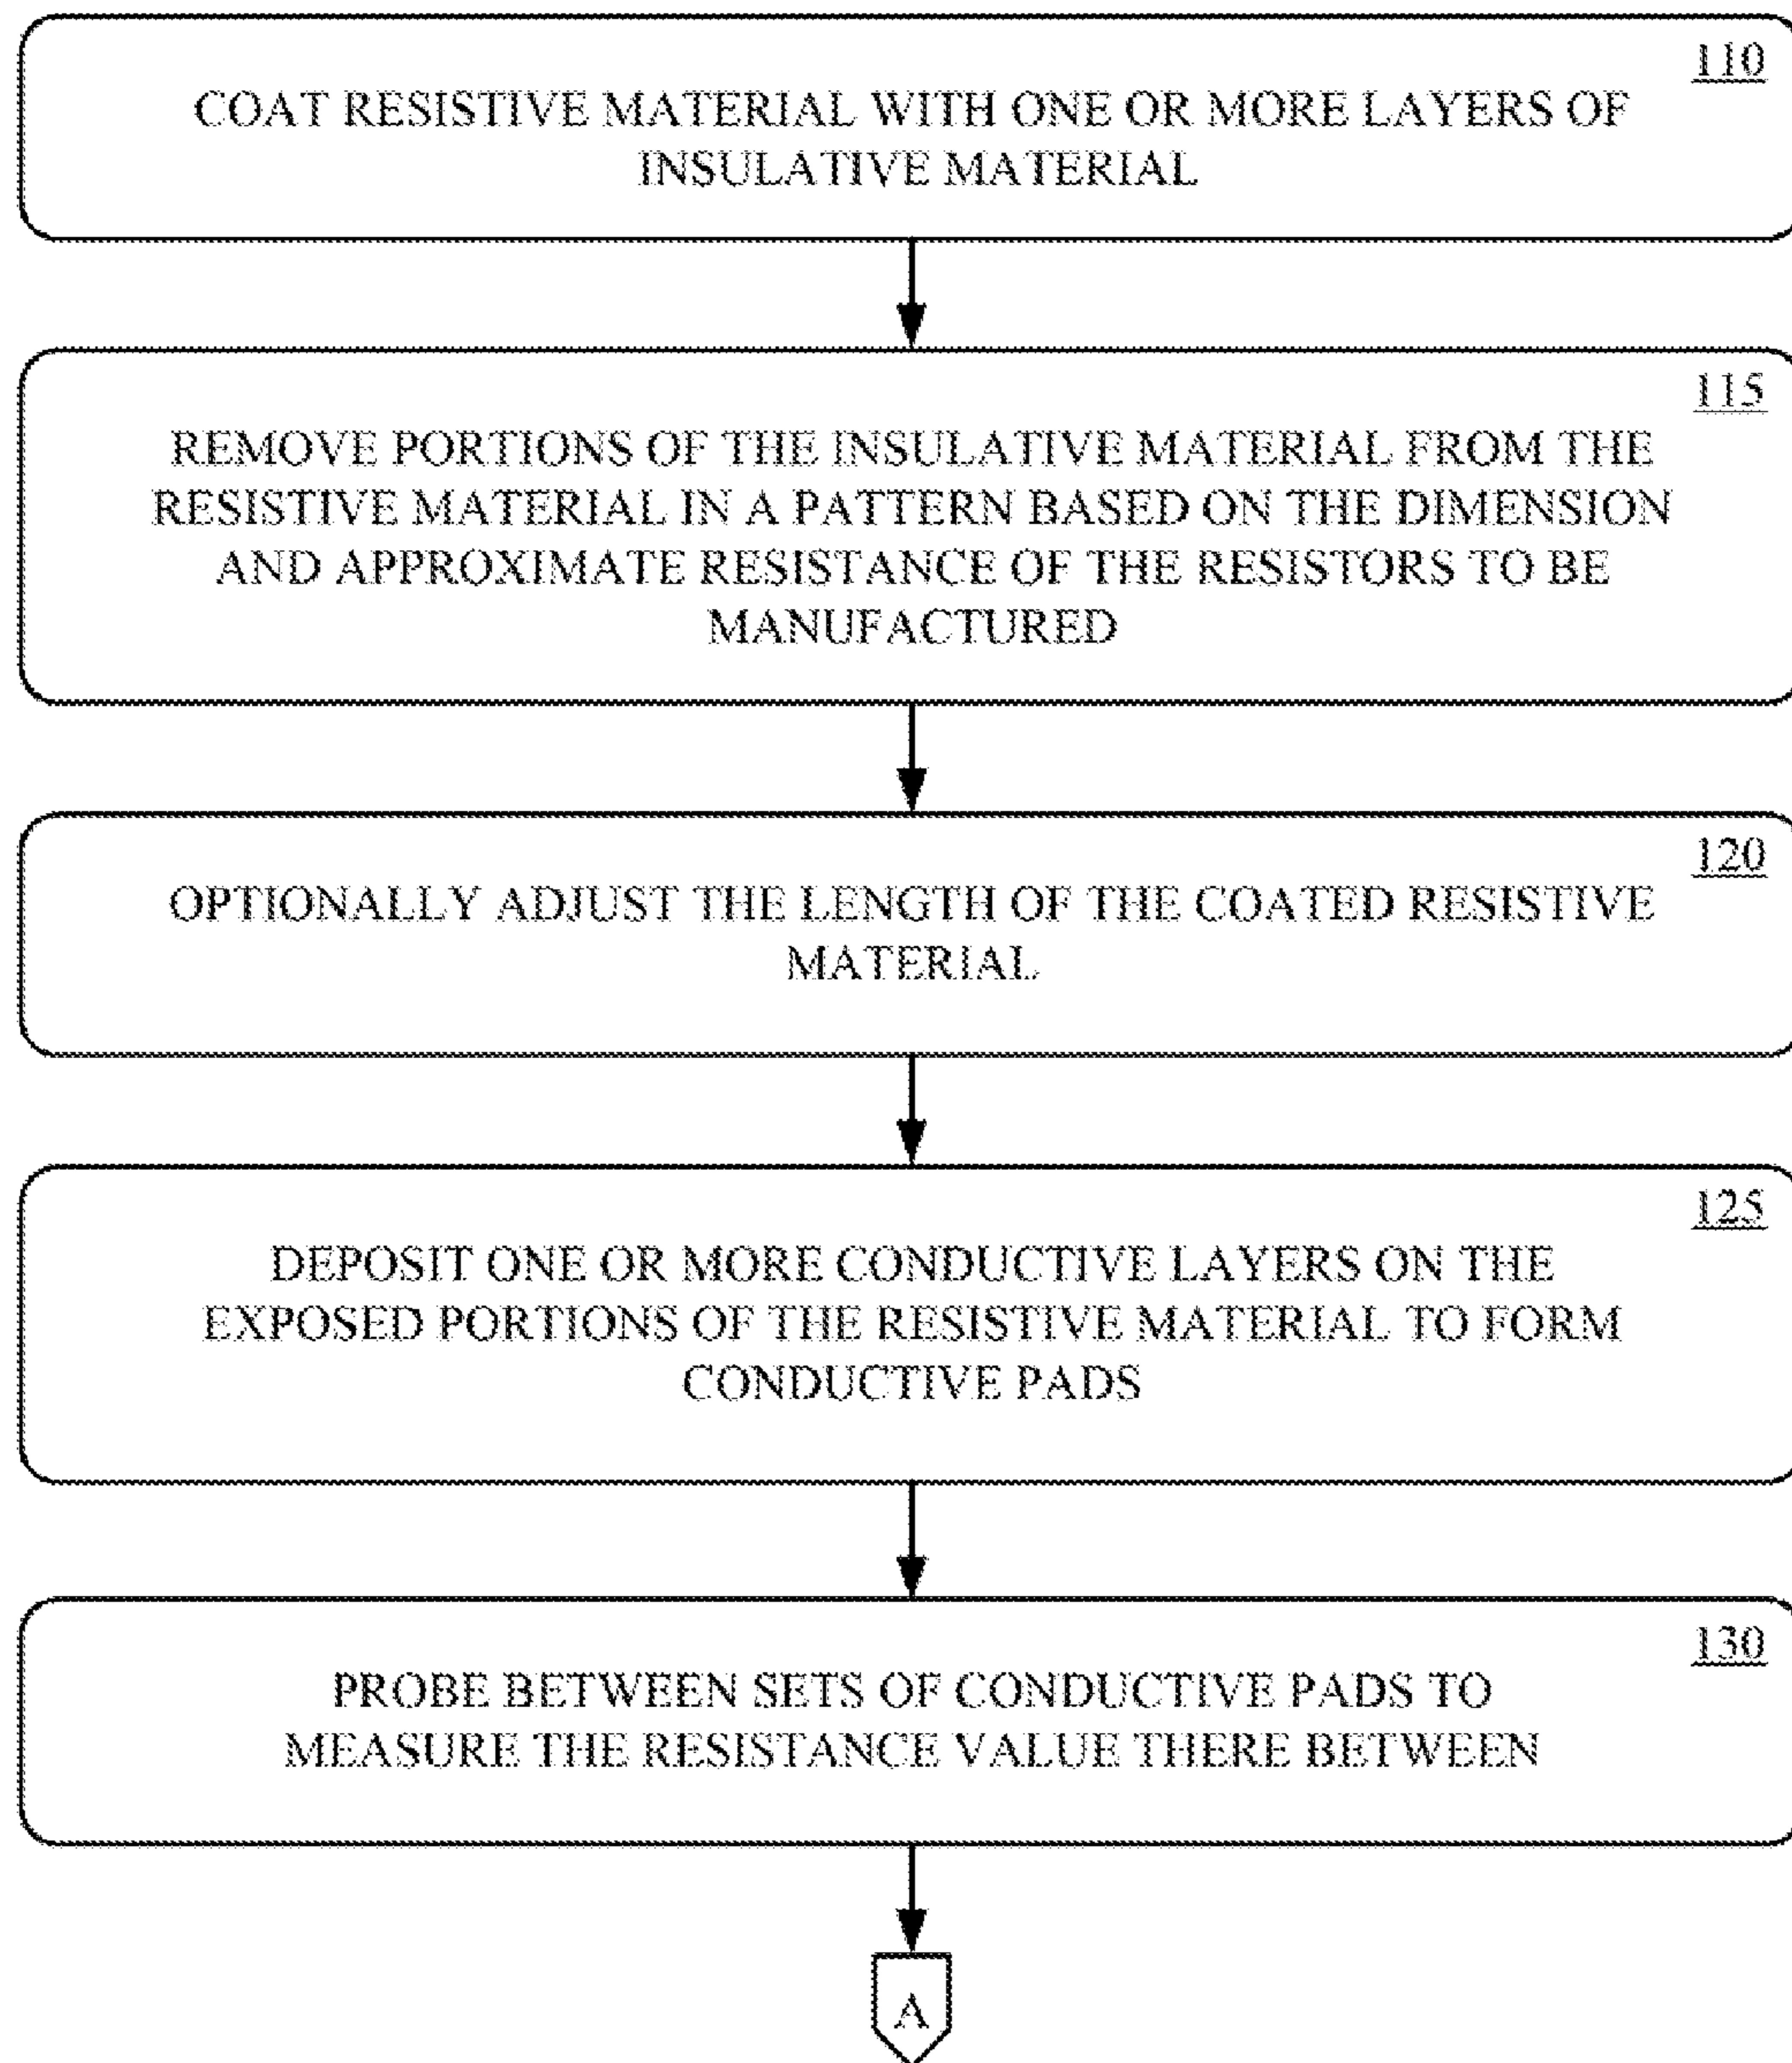 110
COAT RESISTIVE MATERIAL WITH ONE OR MORE LAYERS OF
INSULATIVE MATERIAL
115
REMOVE PORTIONS OF THE INSULATIVE MATERIAL FROM THE
RESISTIVE MATERIAL IN A PATTERN BASED ON THE DIMENSION
AND APPROXIMATE RESISTANCE OF THE RESISTORS TO BE
MANUFACTURED
120
OPTIONALLY ADJUST THE LENGTH OF THE COATED RESISTIVE
MATERIAL
125
DEPOSIT ONE OR MORE CONDUCTIVE LAYERS ON THE
EXPOSED PORTIONS OF THE RESISTIVE MATERIAL TO FORM
CONDUCTIVE PADS
130
PROBE BETWEEN SETS OF CONDUCTIVE PADS TO
MEASURE THE RESISTANCE VALUE THERE BETWEEN
A